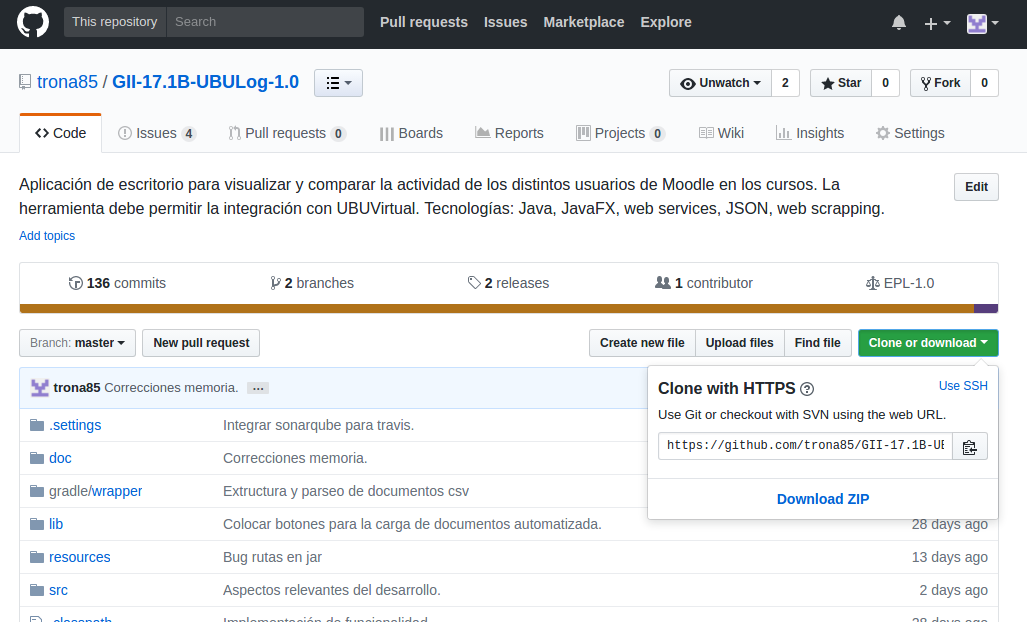 This repository Search Pull requests Issues Marketplace Explore
trona85 / GII-17.1B-UBULog-1.0 Unwatch 2 Star 0 Fork 0
Code Issues 4 Pull requests 0 Boards Reports Projects 0 Wiki Insights Settings
Aplicación de escritorio para visualizar y comparar la actividad de los distintos usuarios de Moodle en los cursos. La
herramienta debe permitir la integración con UBUVirtual. Tecnologías: Java, JavaFX, web services, JSON, web scrapping.
Edit
Add topics
136 commits 2 branches 2 releases 1 contributor EPL-1.0
Branch: master New pull request Create new file Upload files Find file Clone or download
trona85 Correcciones memoria. …
Clone with HTTPS Use SSH
Use Git or checkout with SVN using the web URL.
https://github.com/trona85/GII-17.1B-UB
Download ZIP
.settings Integrar sonarqube para travis.
doc Correcciones memoria.
gradle/wrapper Extructura y parseo de documentos csv
lib Colocar botones para la carga de documentos automatizada. 28 days ago
resources Bug rutas en jar 13 days ago
src Aspectos relevantes del desarrollo. 2 days ago
.classpath Implementación de funcionalidad 28 days ago